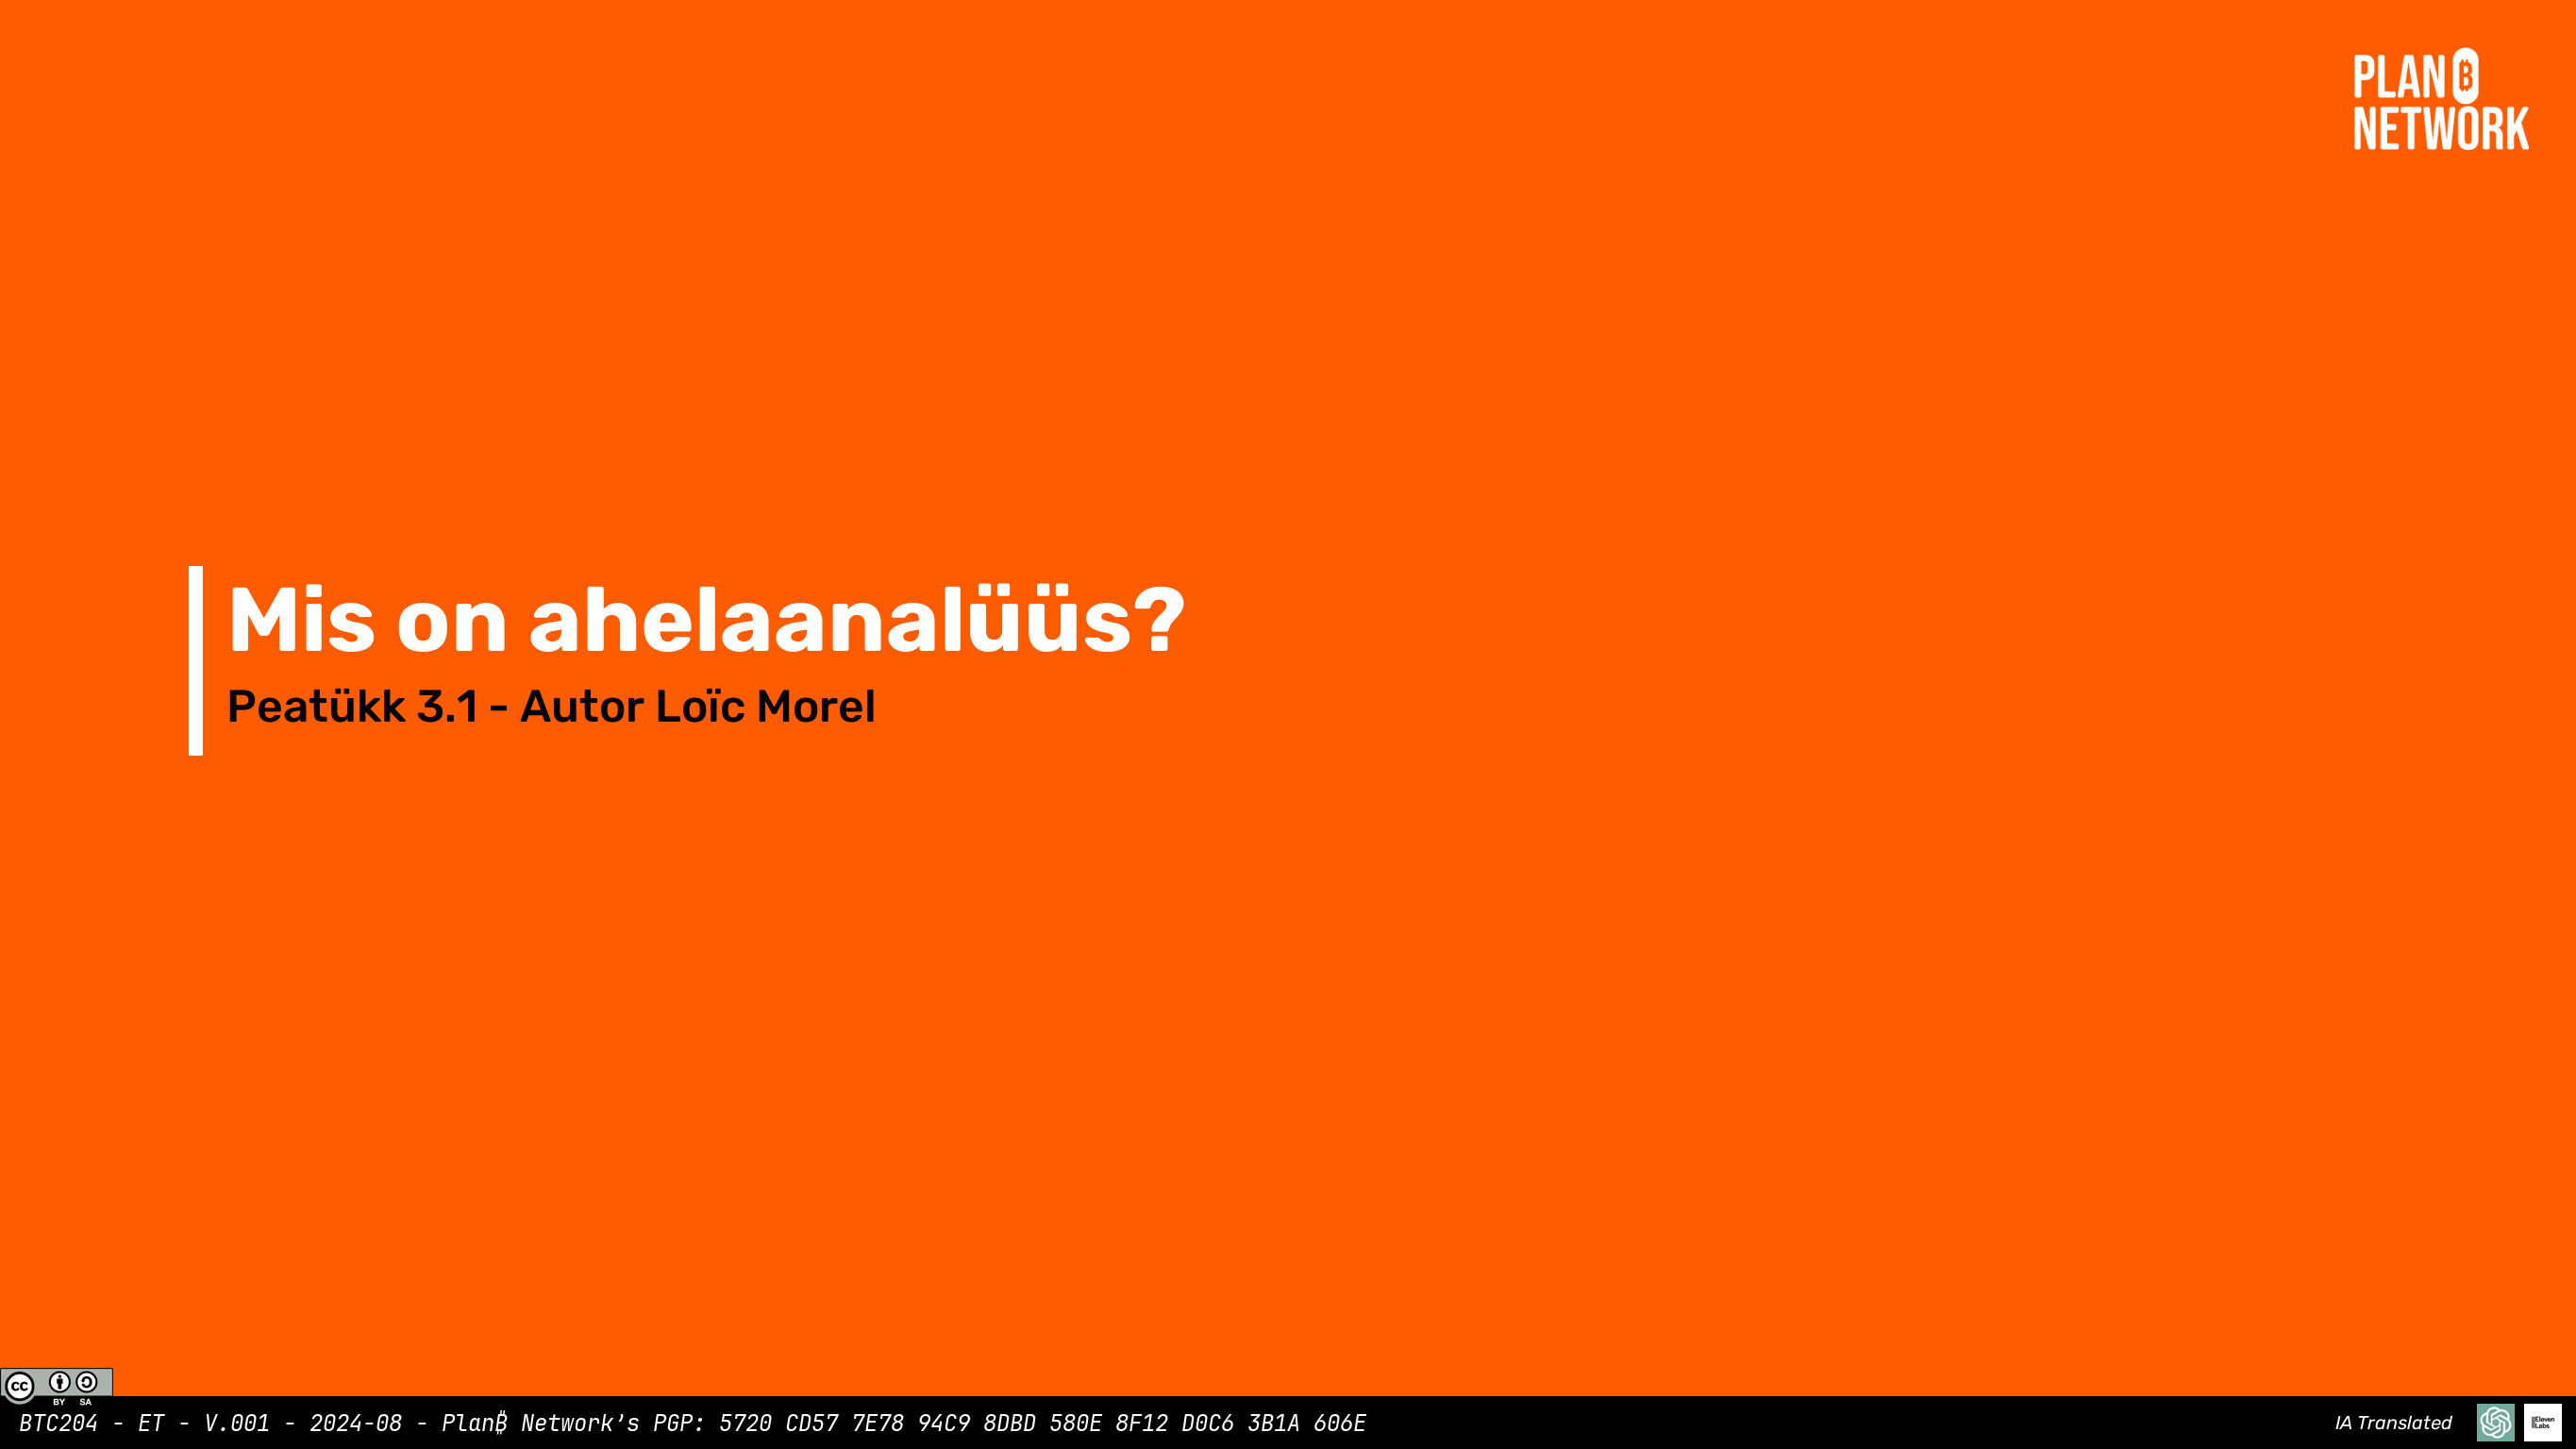 PLAN ₿
NETWORK
Mis on ahelaanalüüs?
Peatükk 3.1 - Autor Loïc Morel
CC BY SA
BTC204 - ET - V.001 - 2024-08 - Plan₿ Network’s PGP: 5720 CD57 7E78 94C9 8DBD 580E 8F12 D0C6 3B1A 606E
IA Translated
IIElevenLabs